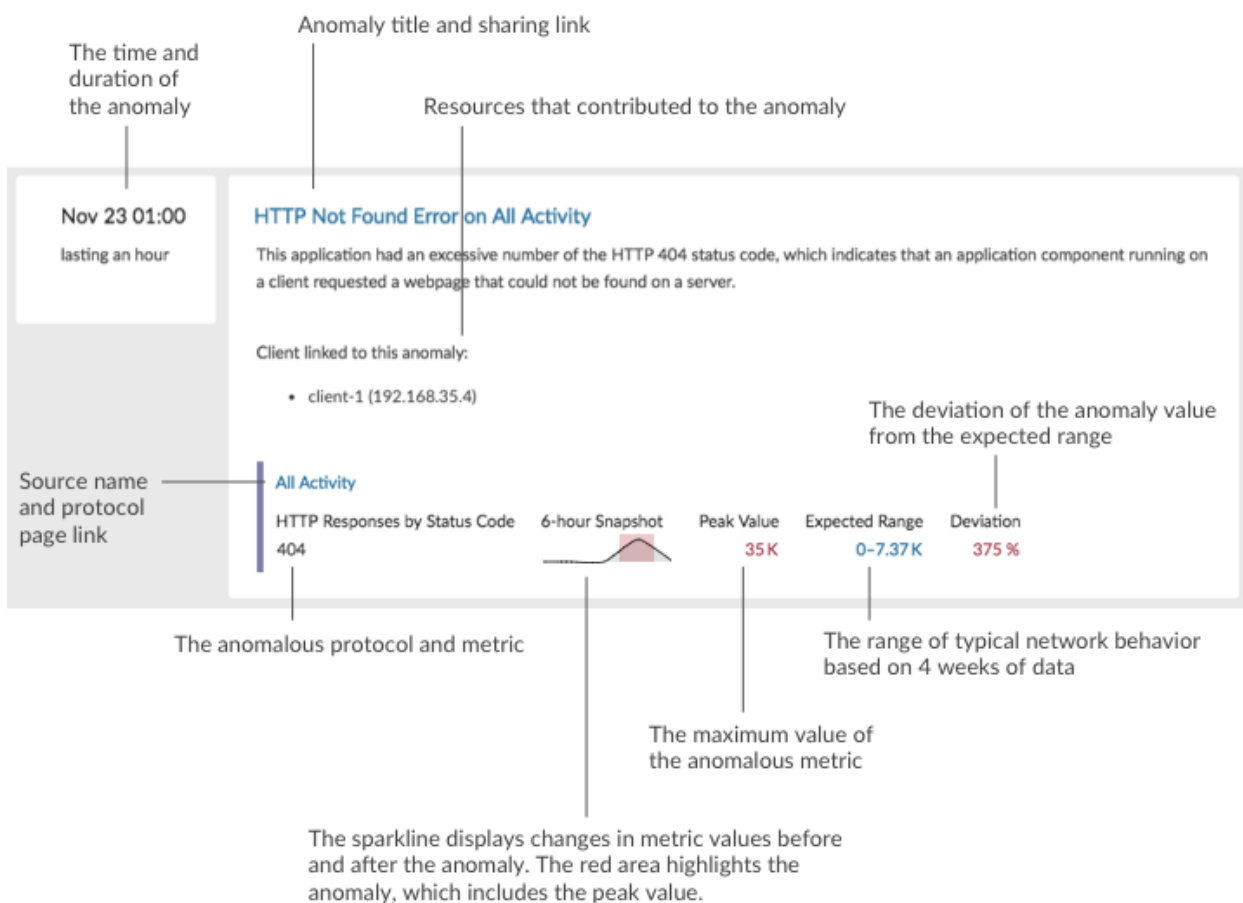 Anomaly title and sharing link
The time and
duration of
the anomaly
Resources that contributed to the anomaly
Nov 23 01:00
lasting an hour
HTTP Not Found Error on All Activity
This application had an excessive number of the HTTP 404 status code, which indicates that an application component running on
a client requested a webpage that could not be found on a server.
Client linked to this anomaly:
• client-1 (192.168.35.4)
The deviation of the anomaly value
from the expected range
Source name
and protocol
page link
All Activity
HTTP Responses by Status Code 6-hour Snapshot Peak Value Expected Range Deviation
404 35 K 0–7.37 K 375 %
The anomalous protocol and metric
The range of typical network behavior
based on 4 weeks of data
The maximum value of
the anomalous metric
The sparkline displays changes in metric values before
and after the anomaly. The red area highlights the
anomaly, which includes the peak value.